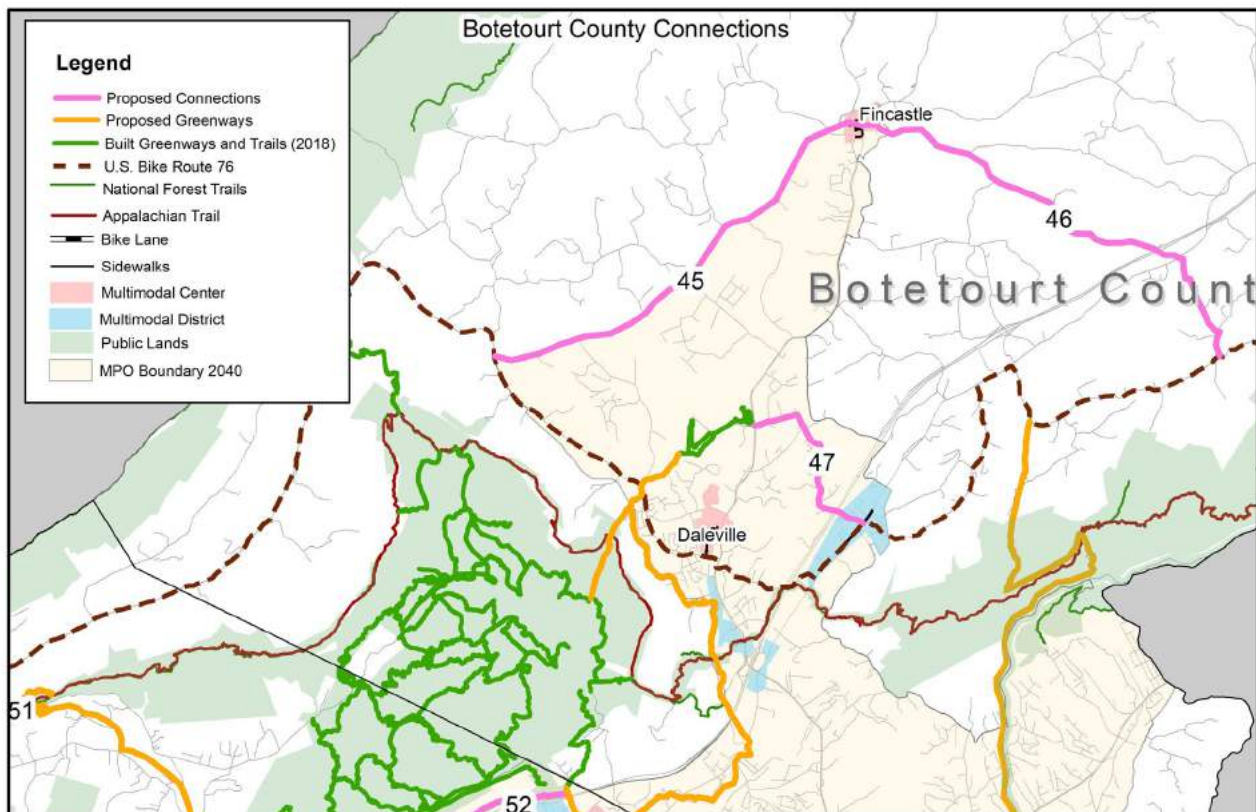 Botetourt County Connections
Legend
Proposed Connections
Proposed Greenways
Built Greenways and Trails (2018)
U.S. Bike Route 76
National Forest Trails
Appalachian Trail
Bike Lane
Sidewalks
Multimodal Center
Multimodal District
Public Lands
MPO Boundary 2040
Fincastle
46
45
Botetourt Count
47
Daleville
51
52